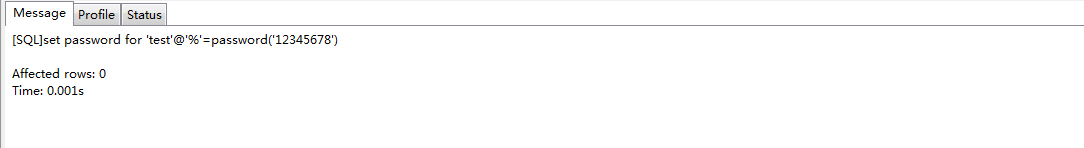 Message Profile Status
[SQL]set password for 'test'@'%'=password('12345678')
Affected rows: 0
Time: 0.001s